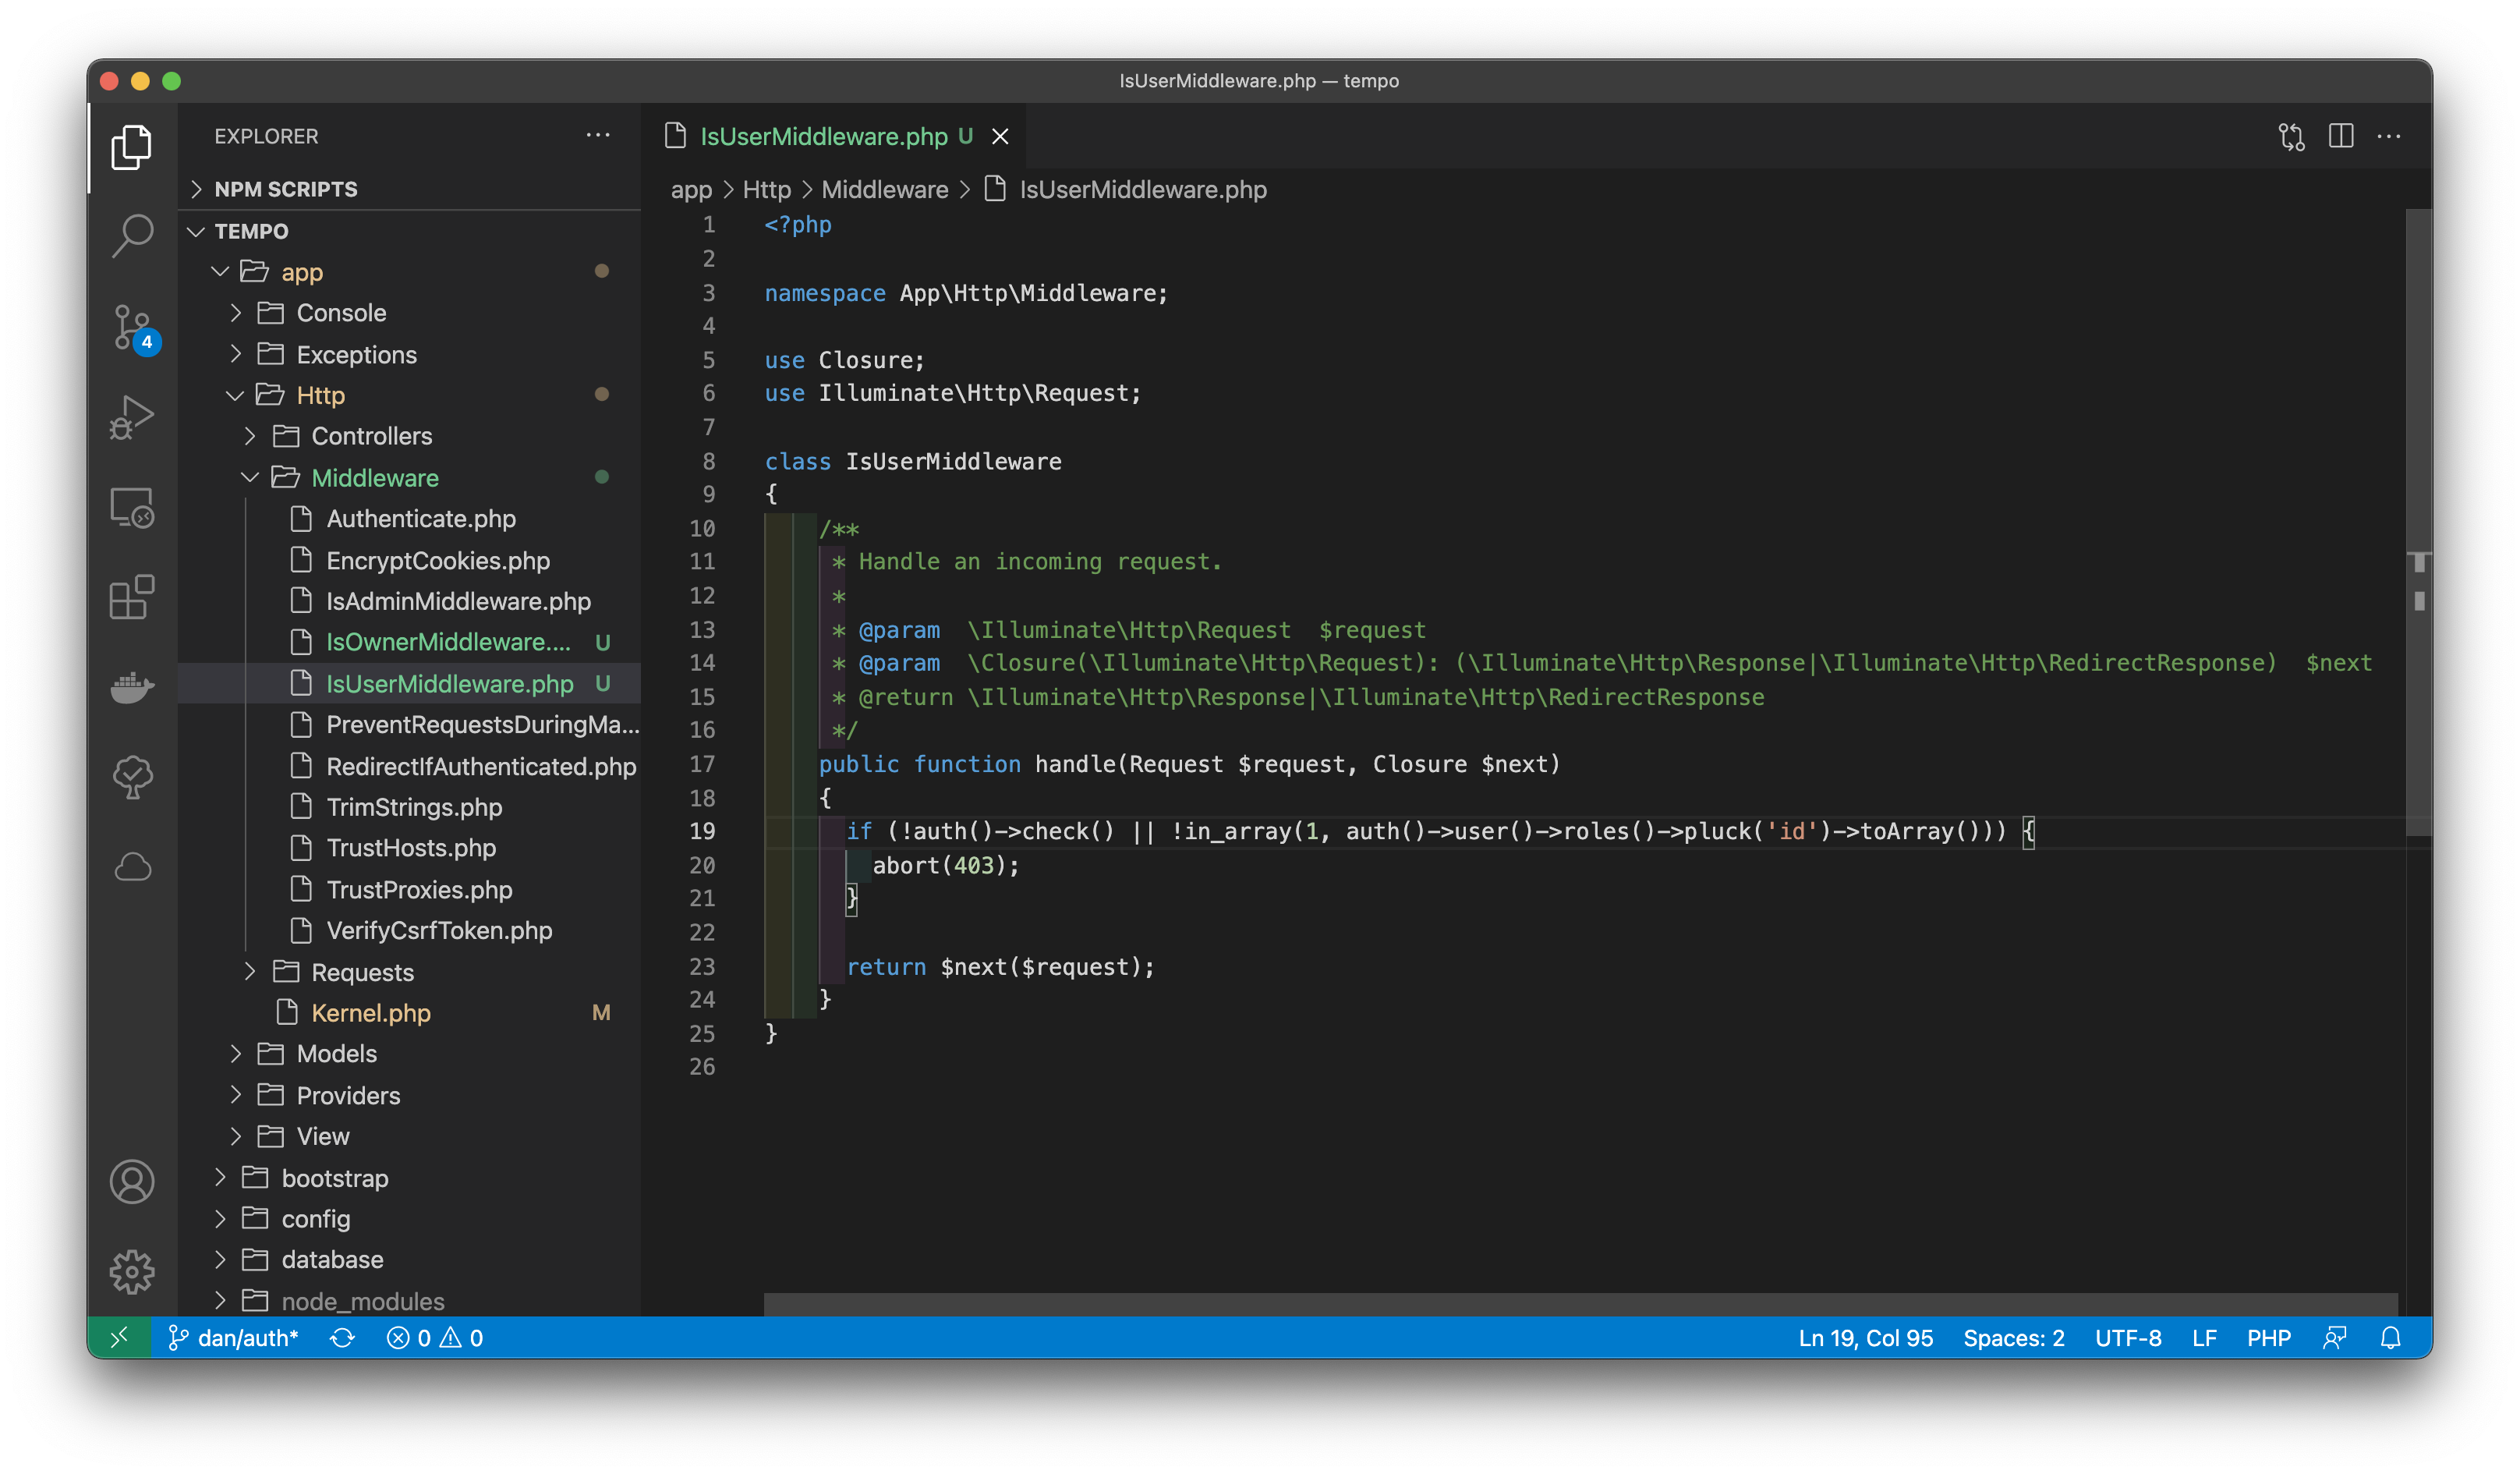 IsUserMiddleware.php — tempo
EXPLORER
NPM SCRIPTS
TEMPO
app
Console
Exceptions
Http
Controllers
Middleware
Authenticate.php
EncryptCookies.php
IsAdminMiddleware.php
IsOwnerMiddleware.... U
IsUserMiddleware.php U
PreventRequestsDuringMa...
RedirectIfAuthenticated.php
TrimStrings.php
TrustHosts.php
TrustProxies.php
VerifyCsrfToken.php
Requests
Kernel.php M
Models
Providers
View
bootstrap
config
database
node_modules
4
IsUserMiddleware.php U
app > Http > Middleware > IsUserMiddleware.php
1 <?php
2
3 namespace App\Http\Middleware;
4
5 use Closure;
6 use Illuminate\Http\Request;
7
8 class IsUserMiddleware
9 {
10     /**
11      * Handle an incoming request.
12      *
13      * @param  \Illuminate\Http\Request  $request
14      * @param  \Closure(\Illuminate\Http\Request): (\Illuminate\Http\Response|\Illuminate\Http\RedirectResponse)  $next
15      * @return \Illuminate\Http\Response|\Illuminate\Http\RedirectResponse
16      */
17     public function handle(Request $request, Closure $next)
18     {
19       if (!auth()->check() || !in_array(1, auth()->user()->roles()->pluck('id')->toArray())) {
20         abort(403);
21       }
22
23       return $next($request);
24     }
25 }
26
dan/auth* 0 0 Ln 19, Col 95 Spaces: 2 UTF-8 LF PHP